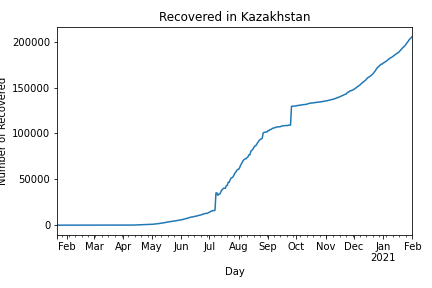 Recovered in Kazakhstan
200000
150000
100000
50000
0
Number of Recovered
Feb Mar Apr May Jun Jul Aug Sep Oct Nov Dec Jan Feb
2021
Day